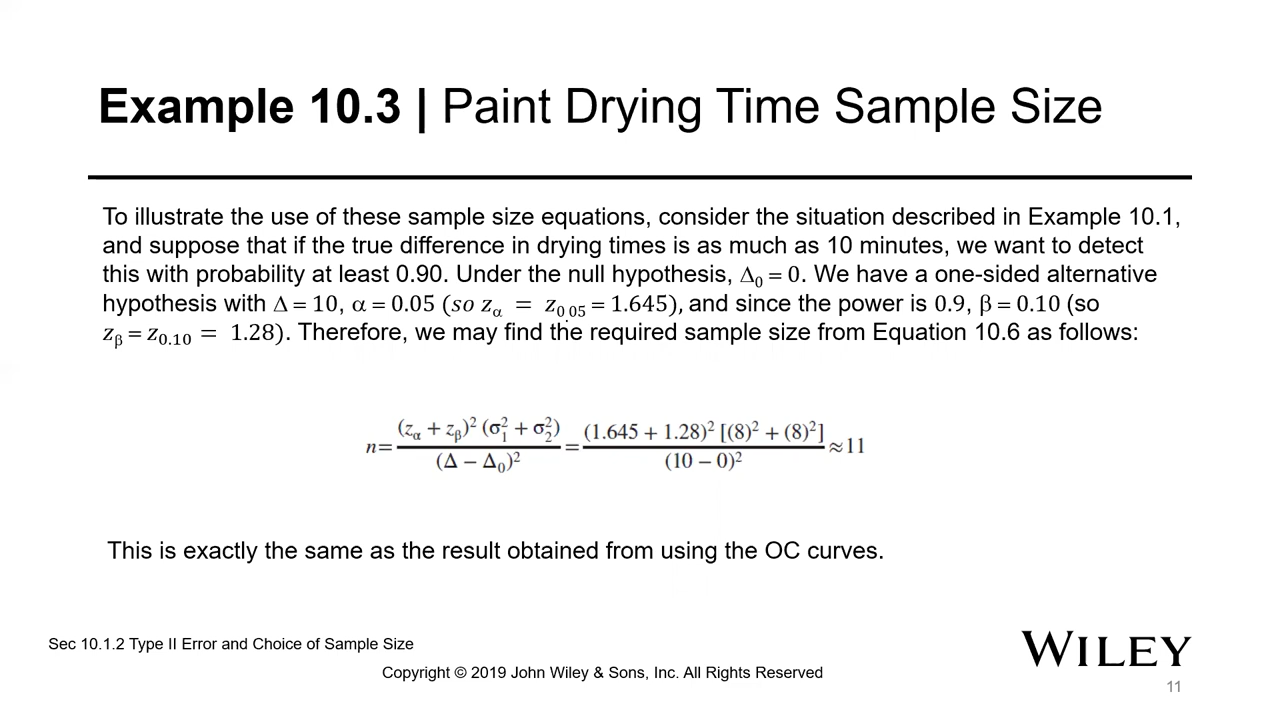 Example 10.3 | Paint Drying Time Sample Size
To illustrate the use of these sample size equations, consider the situation described in Example 10.1,
and suppose that if the true difference in drying times is as much as 10 minutes, we want to detect
this with probability at least 0.90. Under the null hypothesis, Δ₀ = 0. We have a one-sided alternative
hypothesis with Δ = 10, α = 0.05 (so z_α = z_0.05 = 1.645), and since the power is 0.9, β = 0.10 (so
z_β = z_0.10 = 1.28). Therefore, we may find the required sample size from Equation 10.6 as follows:
n = (z_α + z_β)² (σ₁² + σ₂²) / (Δ − Δ₀)² = (1.645 + 1.28)² [(8)² + (8)²] / (10 − 0)² ≈ 11
This is exactly the same as the result obtained from using the OC curves.
Sec 10.1.2 Type II Error and Choice of Sample Size
Copyright © 2019 John Wiley & Sons, Inc. All Rights Reserved
WILEY
11